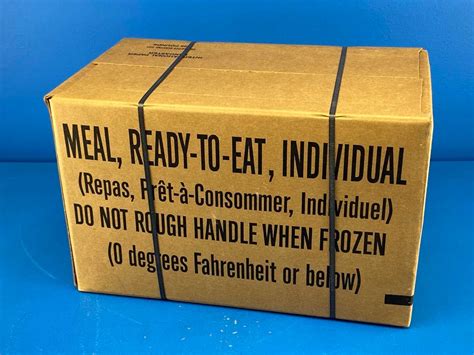 MEAL, READY-TO-EAT, INDIVIDUAL
(Repas, Prêt-à-Consommer, Individuel)
DO NOT ROUGH HANDLE WHEN FROZEN
(0 degrees Fahrenheit or below)